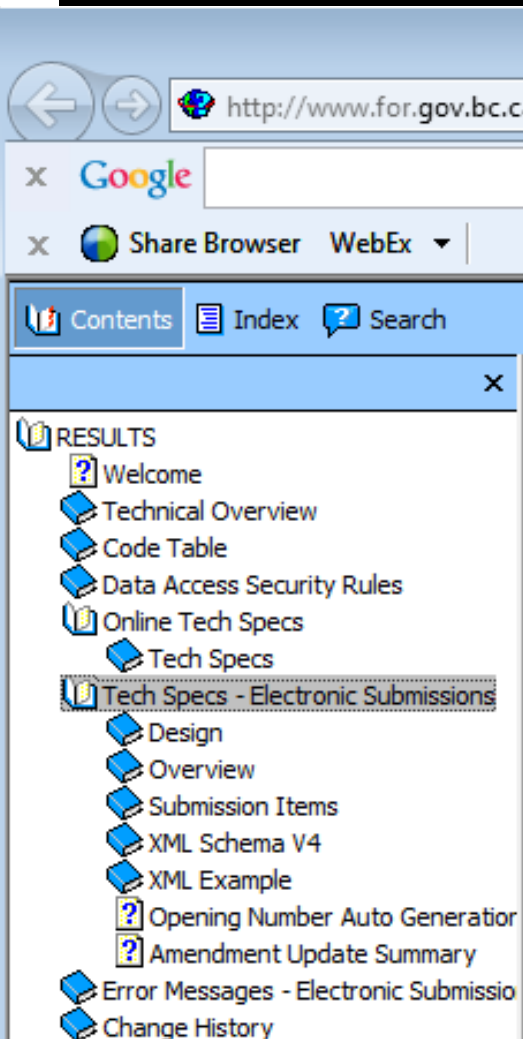 http://www.for.gov.bc.c
x Google
x Share Browser WebEx
Contents Index Search
x
RESULTS
Welcome
Technical Overview
Code Table
Data Access Security Rules
Online Tech Specs
Tech Specs
Tech Specs - Electronic Submissions
Design
Overview
Submission Items
XML Schema V4
XML Example
Opening Number Auto Generation
Amendment Update Summary
Error Messages - Electronic Submissio
Change History